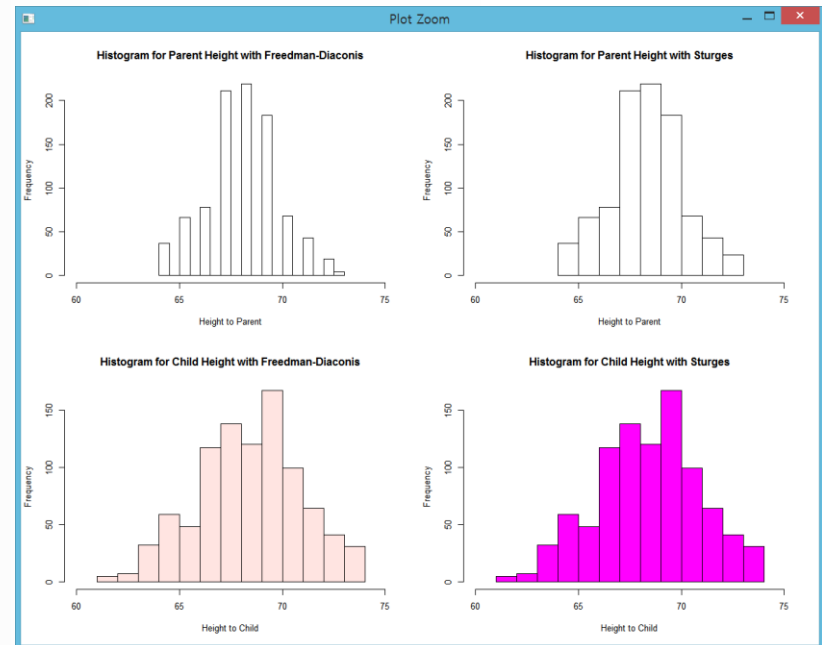 Plot Zoom
Histogram for Parent Height with Freedman-Diaconis
Frequency
200
150
100
50
0
60 65 70 75
Height to Parent
Histogram for Parent Height with Sturges
Frequency
200
150
100
50
0
60 65 70 75
Height to Parent
Histogram for Child Height with Freedman-Diaconis
Frequency
150
100
50
0
60 65 70 75
Height to Child
Histogram for Child Height with Sturges
Frequency
150
100
50
0
60 65 70 75
Height to Child